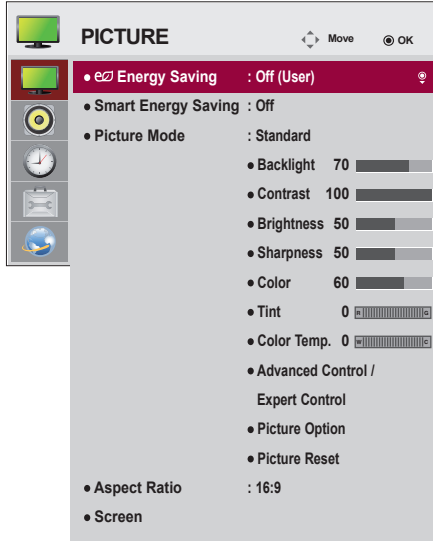 PICTURE Move OK
• e Energy Saving : Off (User)
• Smart Energy Saving : Off
• Picture Mode : Standard
• Backlight 70
• Contrast 100
• Brightness 50
• Sharpness 50
• Color 60
• Tint 0 R G
• Color Temp. 0 W C
• Advanced Control /
Expert Control
• Picture Option
• Picture Reset
• Aspect Ratio : 16:9
• Screen